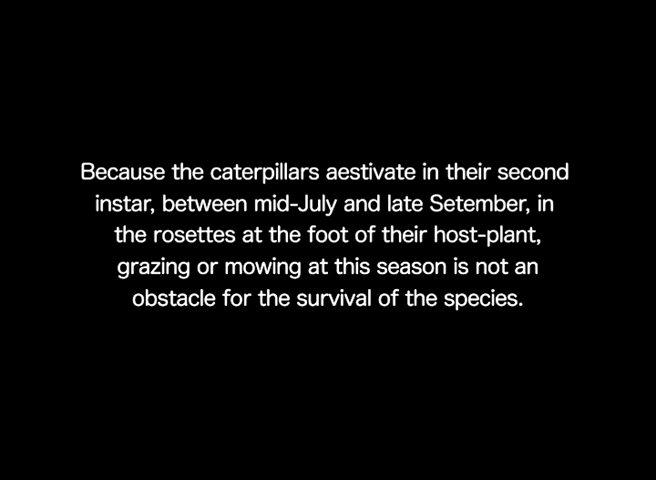 Because the caterpillars aestivate in their second
instar, between mid-July and late Setember, in
the rosettes at the foot of their host-plant,
grazing or mowing at this season is not an
obstacle for the survival of the species.